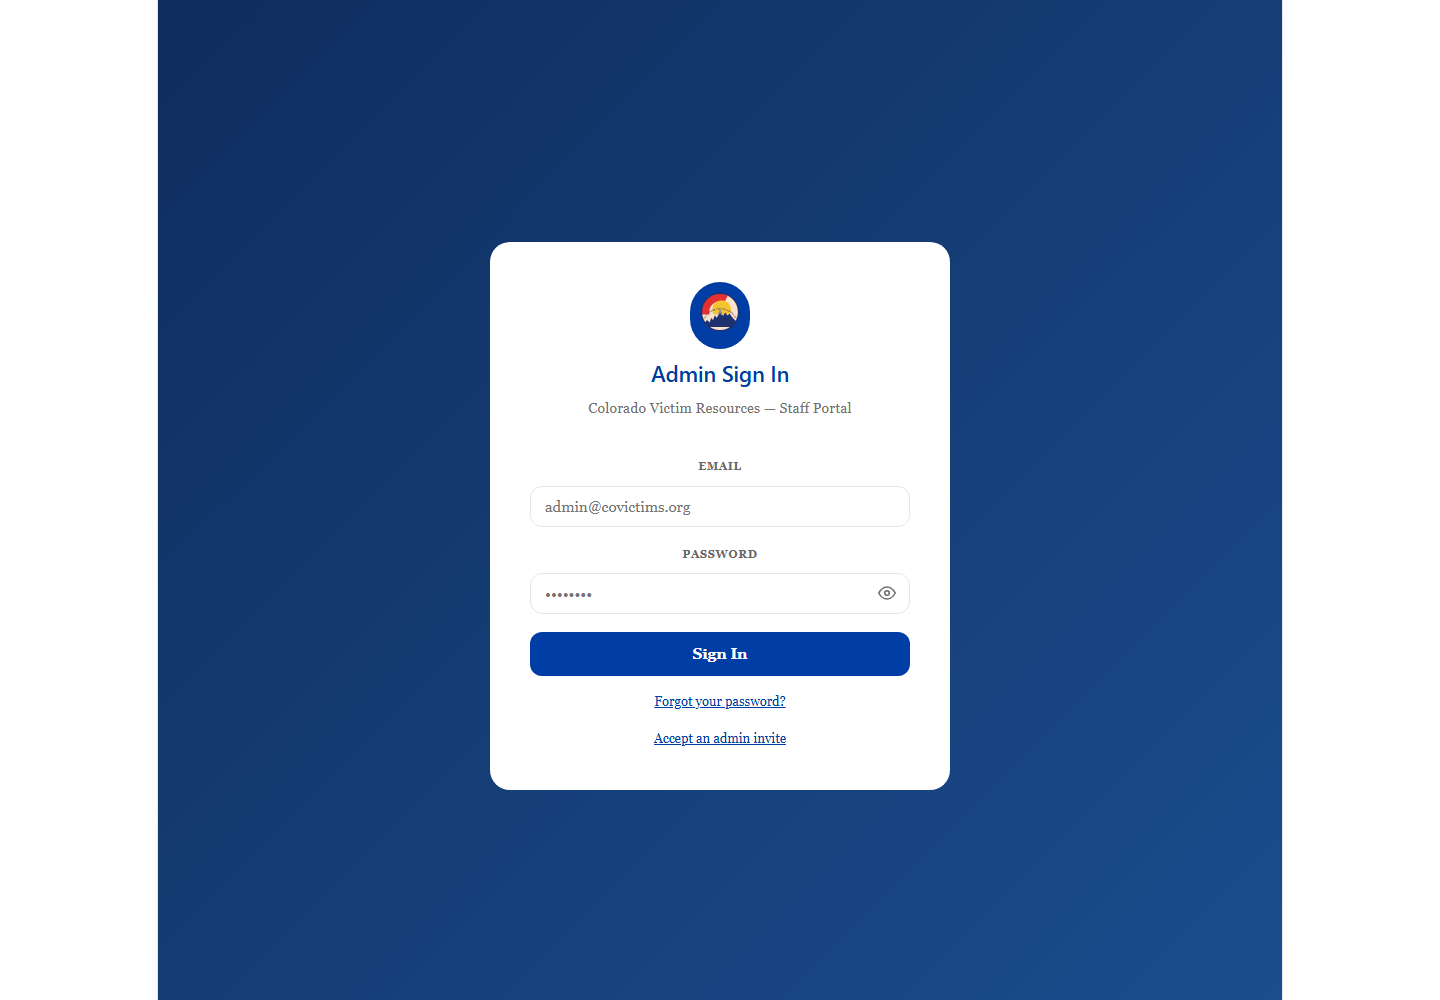 Admin Sign In
Colorado Victim Resources — Staff Portal
EMAIL
admin@covictims.org
PASSWORD
••••••••
Sign In
Forgot your password?
Accept an admin invite